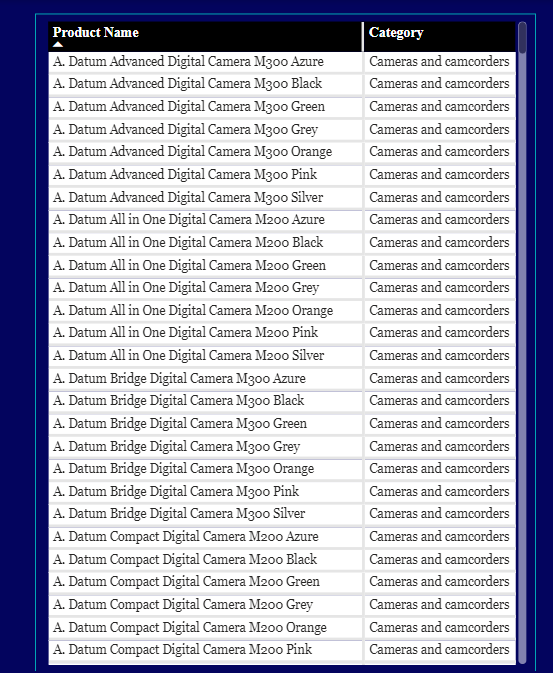 Product Name Category
A. Datum Advanced Digital Camera M300 Azure Cameras and camcorders
A. Datum Advanced Digital Camera M300 Black Cameras and camcorders
A. Datum Advanced Digital Camera M300 Green Cameras and camcorders
A. Datum Advanced Digital Camera M300 Grey Cameras and camcorders
A. Datum Advanced Digital Camera M300 Orange Cameras and camcorders
A. Datum Advanced Digital Camera M300 Pink Cameras and camcorders
A. Datum Advanced Digital Camera M300 Silver Cameras and camcorders
A. Datum All in One Digital Camera M200 Azure Cameras and camcorders
A. Datum All in One Digital Camera M200 Black Cameras and camcorders
A. Datum All in One Digital Camera M200 Green Cameras and camcorders
A. Datum All in One Digital Camera M200 Grey Cameras and camcorders
A. Datum All in One Digital Camera M200 Orange Cameras and camcorders
A. Datum All in One Digital Camera M200 Pink Cameras and camcorders
A. Datum All in One Digital Camera M200 Silver Cameras and camcorders
A. Datum Bridge Digital Camera M300 Azure Cameras and camcorders
A. Datum Bridge Digital Camera M300 Black Cameras and camcorders
A. Datum Bridge Digital Camera M300 Green Cameras and camcorders
A. Datum Bridge Digital Camera M300 Grey Cameras and camcorders
A. Datum Bridge Digital Camera M300 Orange Cameras and camcorders
A. Datum Bridge Digital Camera M300 Pink Cameras and camcorders
A. Datum Bridge Digital Camera M300 Silver Cameras and camcorders
A. Datum Compact Digital Camera M200 Azure Cameras and camcorders
A. Datum Compact Digital Camera M200 Black Cameras and camcorders
A. Datum Compact Digital Camera M200 Green Cameras and camcorders
A. Datum Compact Digital Camera M200 Grey Cameras and camcorders
A. Datum Compact Digital Camera M200 Orange Cameras and camcorders
A. Datum Compact Digital Camera M200 Pink Cameras and camcorders